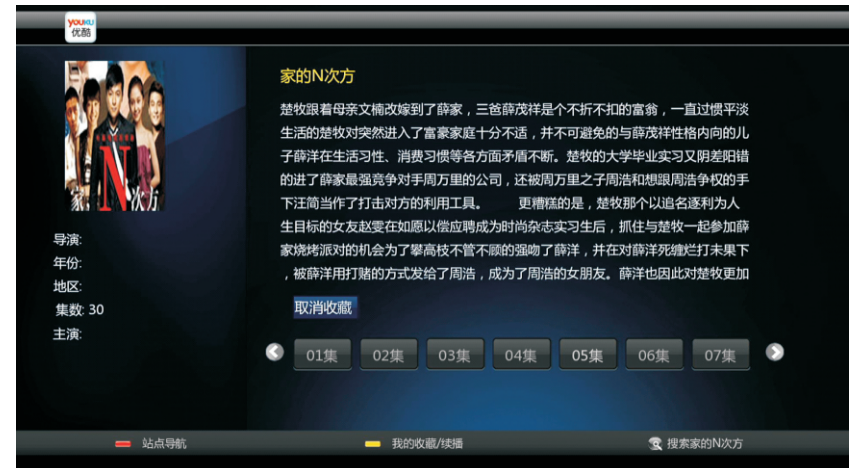 YOUKU
优酷
家的N次方
楚牧跟着母亲文楠改嫁到了薛家，三爸薛茂祥是个不折不扣的富翁，一直过惯平淡
生活的楚牧对突然进入了富豪家庭十分不适，并不可避免的与薛茂祥性格内向的儿
子薛洋在生活习性、消费习惯等各方面矛盾不断。楚牧的大学毕业实习又阴差阳错
的进了薛家最强竞争对手周万里的公司，还被周万里之子周浩和想跟周浩争权的手
下汪简当作了打击对方的利用工具。 更糟糕的是，楚牧那个以追名逐利为人
生目标的女友赵雯在如愿以偿应聘成为时尚杂志实习生后，抓住与楚牧一起参加薛
家烧烤派对的机会为了攀高枝不管不顾的强吻了薛洋，并在对薛洋死缠烂打未果下
，被薛洋用打赌的方式发给了周浩，成为了周浩的女朋友。薛洋也因此对楚牧更加
家 N 次方
导演:
年份:
地区:
集数: 30
主演:
取消收藏
01集 02集 03集 04集 05集 06集 07集
站点导航 我的收藏/续播 搜索家的N次方